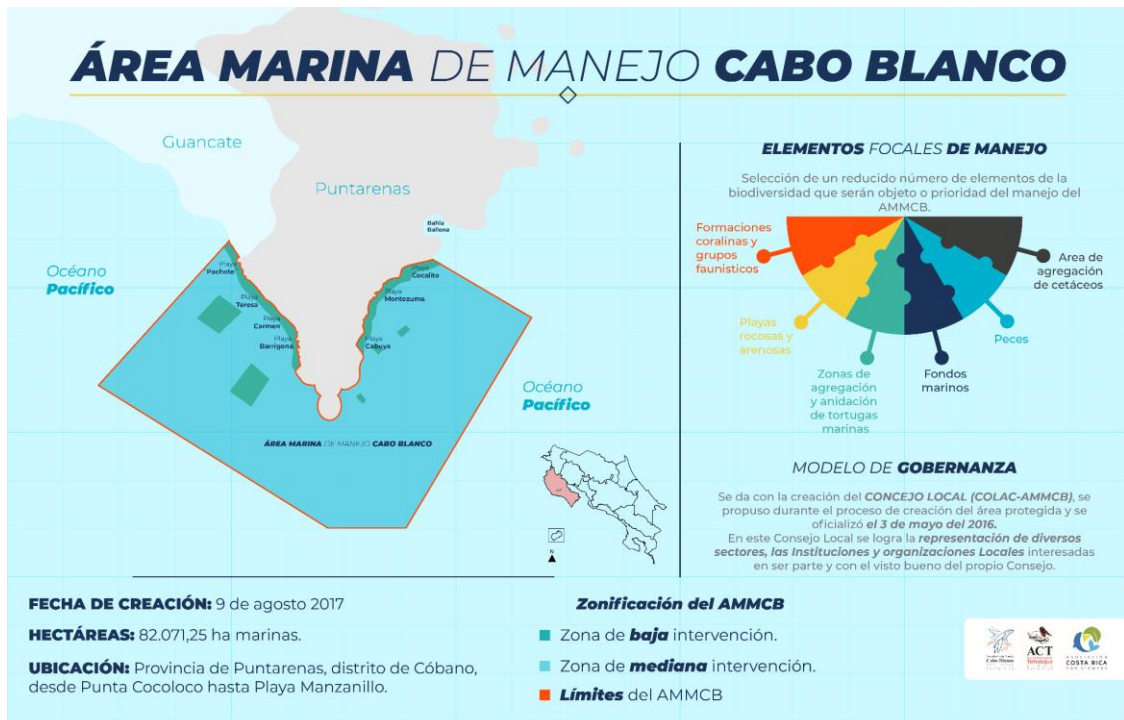 ÁREA MARINA DE MANEJO CABO BLANCO
Guancate
Puntarenas
Bahía
Ballena
Océano
Pacífico
Playa
Pachote
Playa
Teresa
Playa
Carmen
Playa
Barrigona
Playa
Cocalito
Playa
Montezuma
Playa
Cabuya
Océano
Pacífico
ÁREA MARINA DE MANEJO CABO BLANCO
N
ELEMENTOS FOCALES DE MANEJO
Selección de un reducido número de elementos de la
biodiversidad que serán objeto o prioridad del manejo del
AMMCB.
Formaciones
coralinas y
grupos
faunísticos
Playas
rocosas y
arenosas
Zonas de
agregación
y anidación
de tortugas
marinas
Fondos
marinos
Peces
Area de
agregación
de cetáceos
MODELO DE GOBERNANZA
Se da con la creación del CONCEJO LOCAL (COLAC-AMMCB), se
propuso durante el proceso de creación del área protegida y se
oficializó el 3 de mayo del 2016.
En este Consejo Local se logra la representación de diversos
sectores, las Instituciones y organizaciones Locales interesadas
en ser parte y con el visto bueno del propio Consejo.
FECHA DE CREACIÓN: 9 de agosto 2017
HECTÁREAS: 82.071,25 ha marinas.
UBICACIÓN: Provincia de Puntarenas, distrito de Cóbano,
desde Punta Cocoloco hasta Playa Manzanillo.
Zonificación del AMMCB
Zona de baja intervención.
Zona de mediana intervención.
Límites del AMMCB
Cabo Blanco
ACT
Tempisque
ASOCIACIÓN
COSTA RICA
POR SIEMPRE